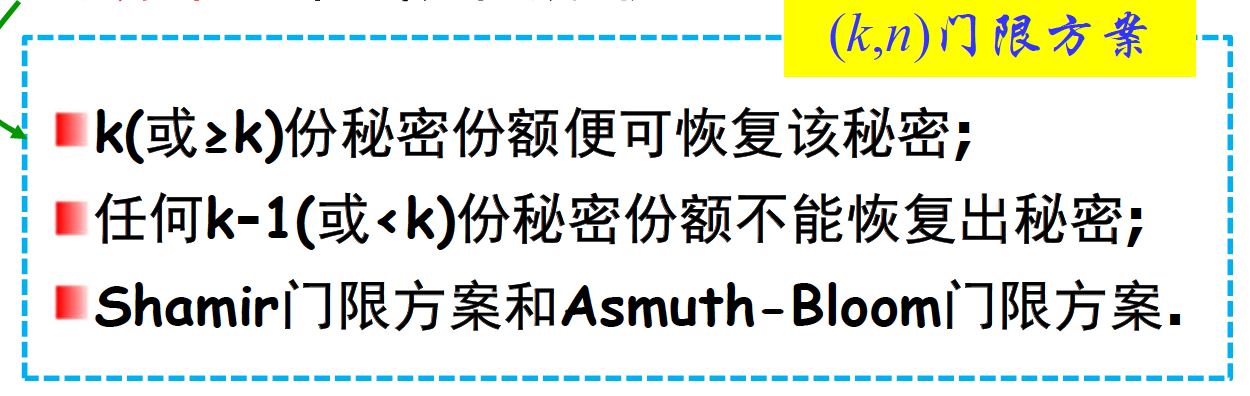 (k,n)门限方案
k(或≥k)份秘密份额便可恢复该秘密;
任何k-1(或<k)份秘密份额不能恢复出秘密;
Shamir门限方案和Asmuth-Bloom门限方案.